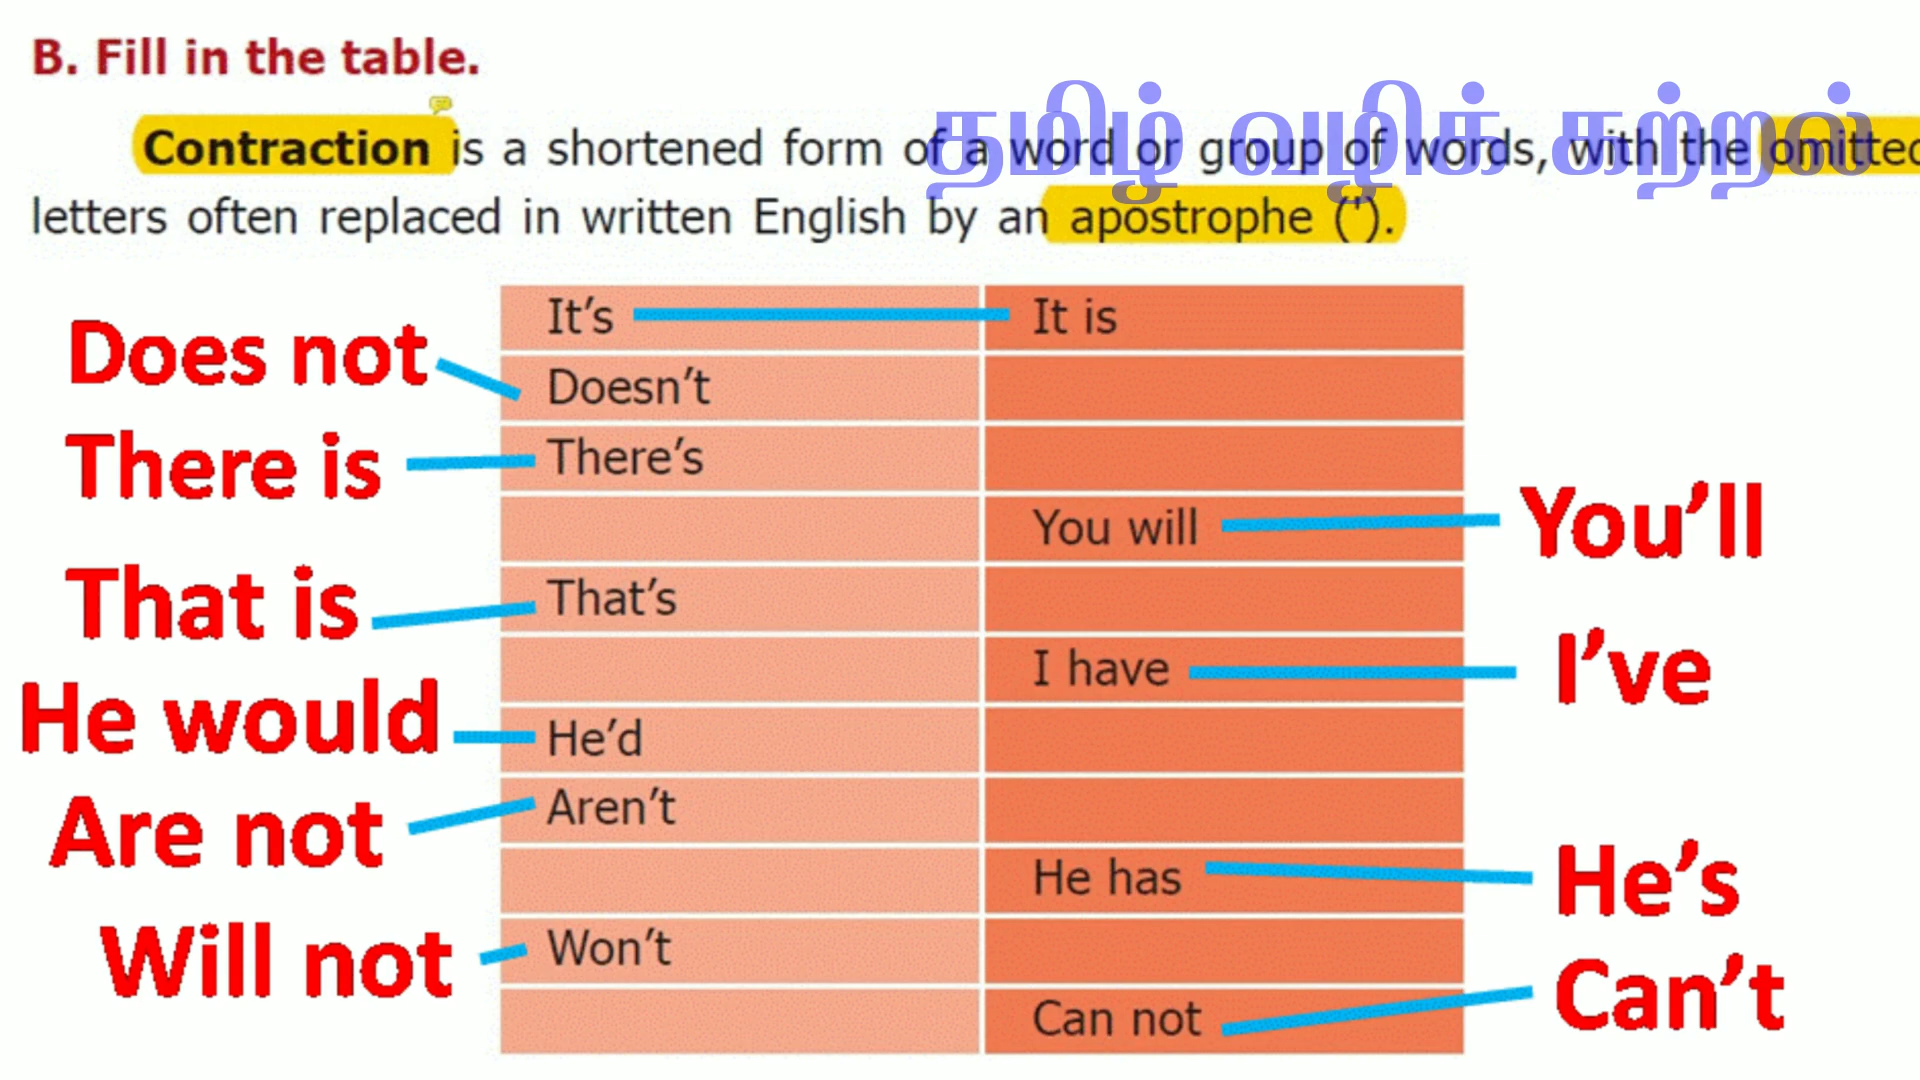 B. Fill in the table.
தமிழ் வழிக் கற்றல்
Contraction is a shortened form of a word or group of words, with the omitted
letters often replaced in written English by an apostrophe (').
It’s It is
Does not Doesn’t
There is There’s
You will You’ll
That is That’s
I have I’ve
He would He’d
Are not Aren’t
He has He’s
Will not Won’t
Can not Can’t